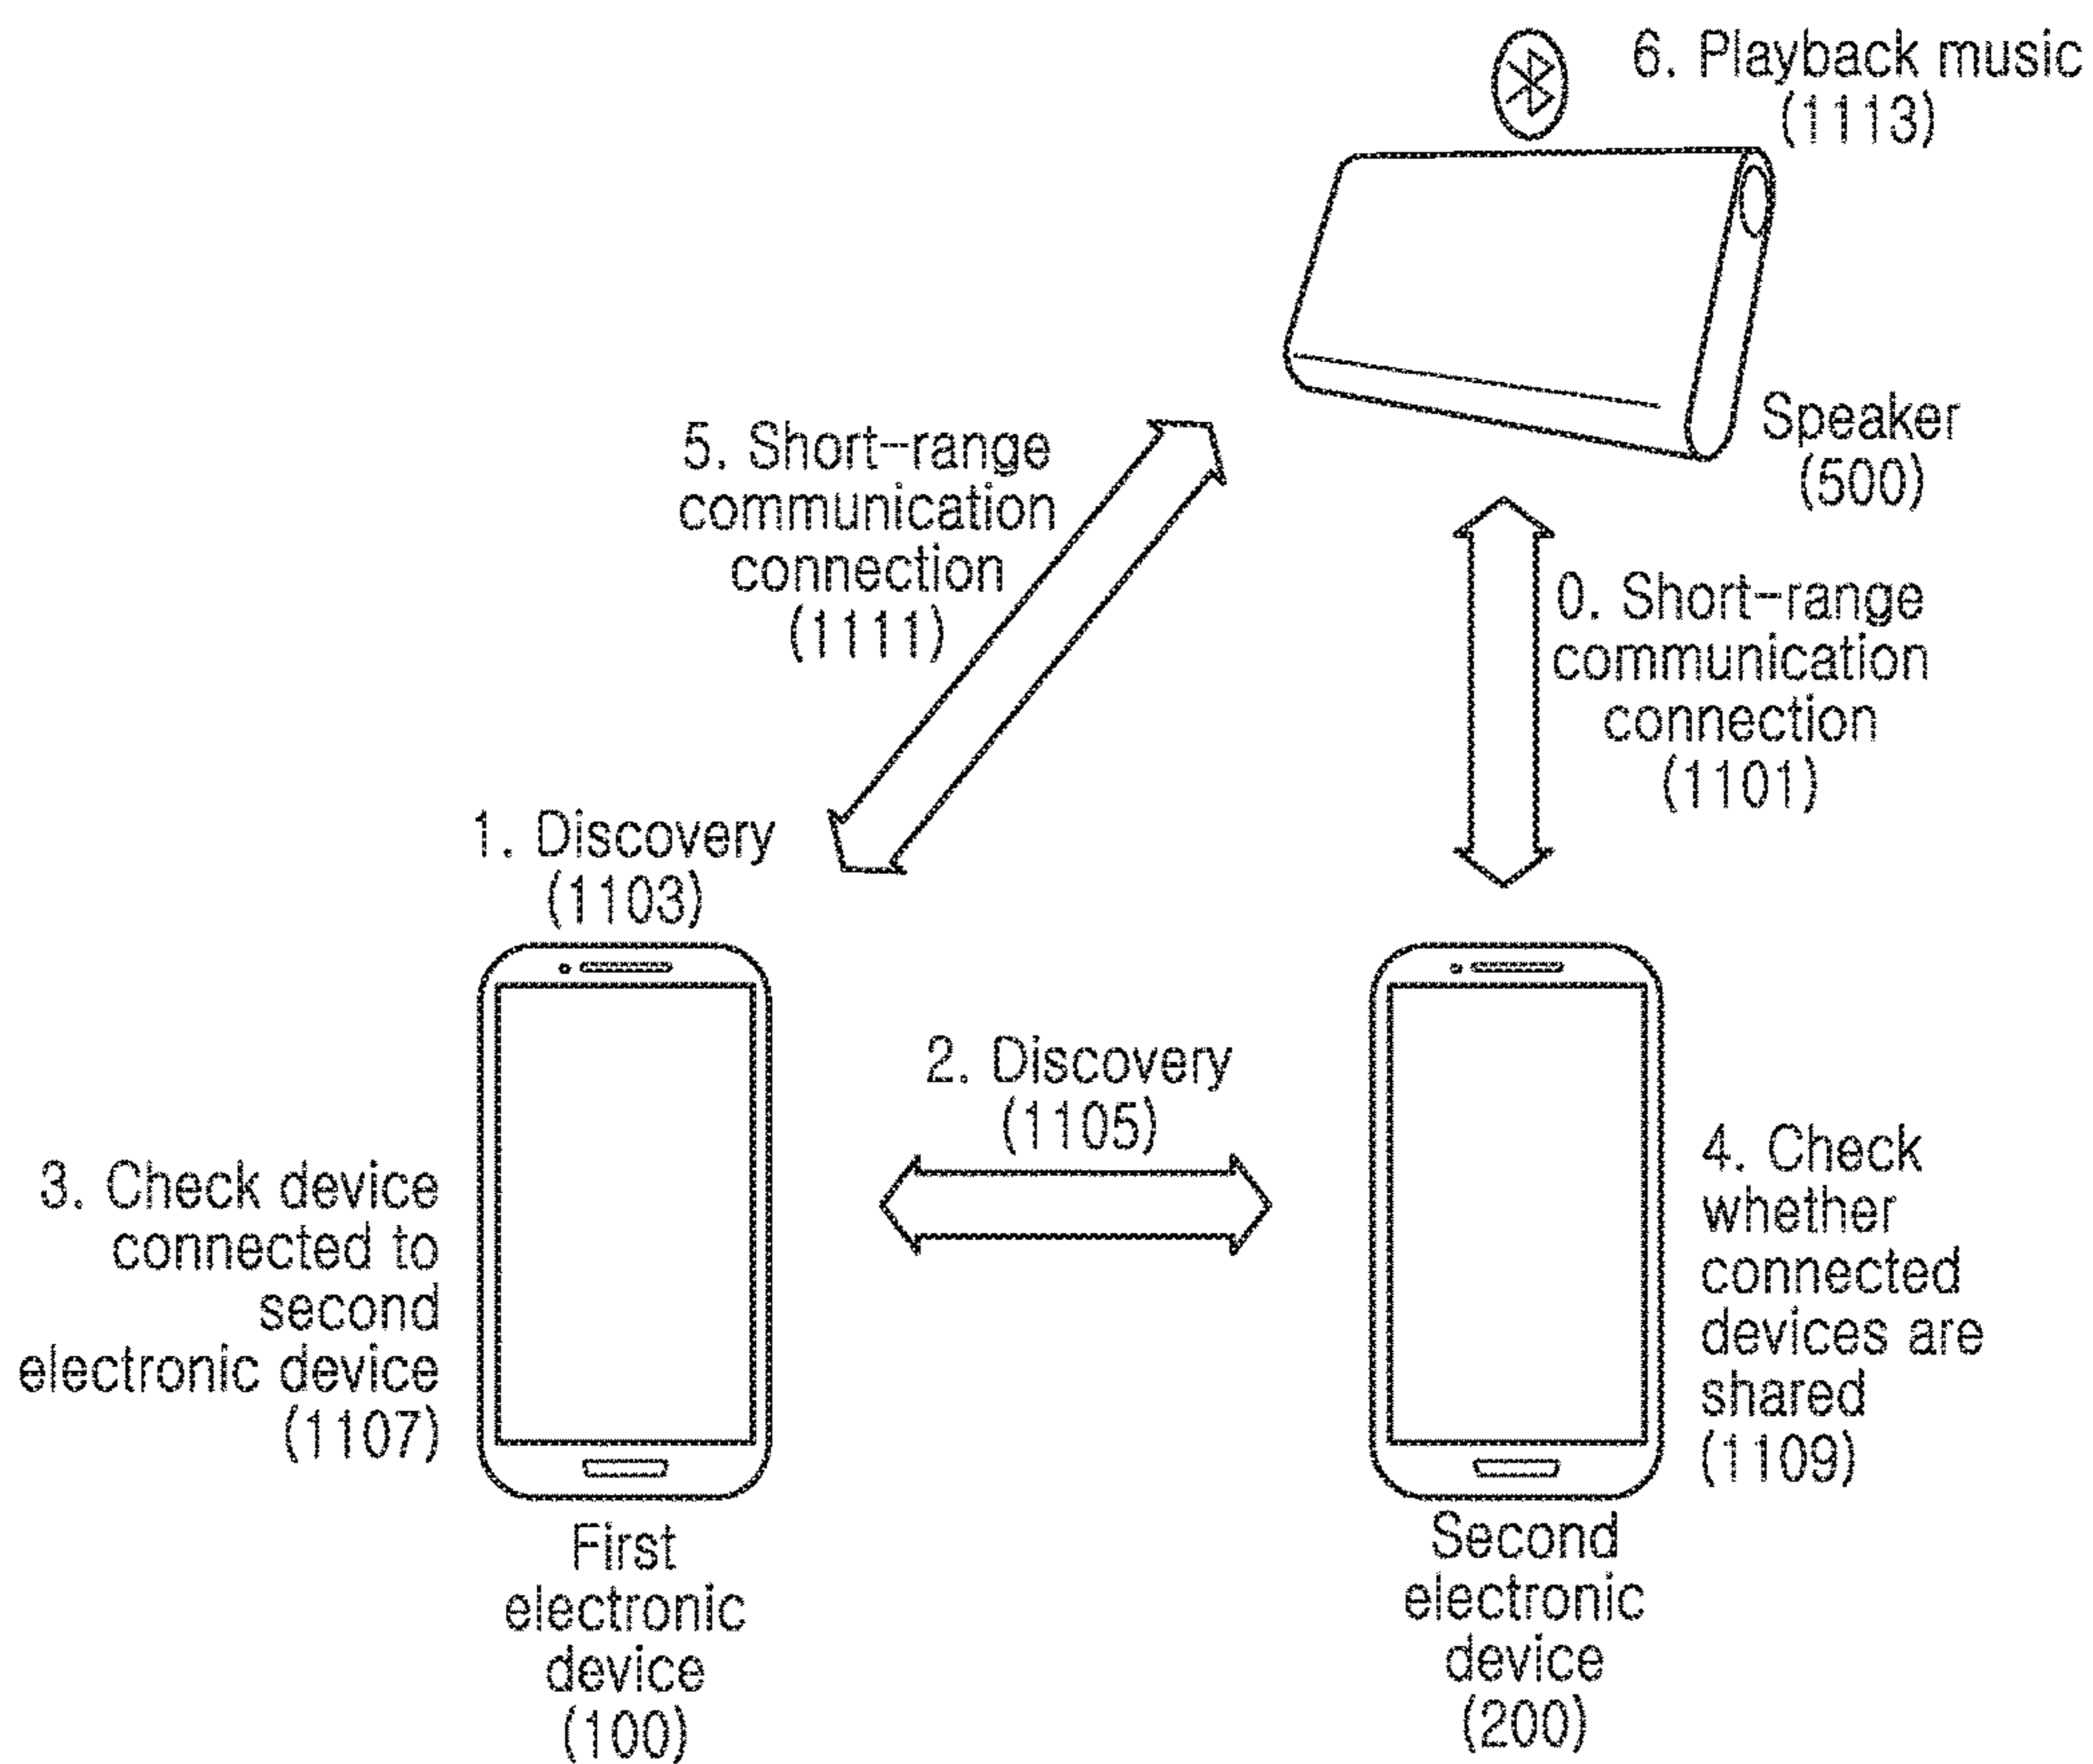 6. Playback music
(1113)
Speaker
(500)
5. Short-range
communication
connection
(1111)
0. Short-range
communication
connection
(1101)
1. Discovery
(1103)
2. Discovery
(1105)
3. Check device
connected to
second
electronic device
(1107)
4. Check
whether
connected
devices are
shared
(1109)
First
electronic
device
(100)
Second
electronic
device
(200)